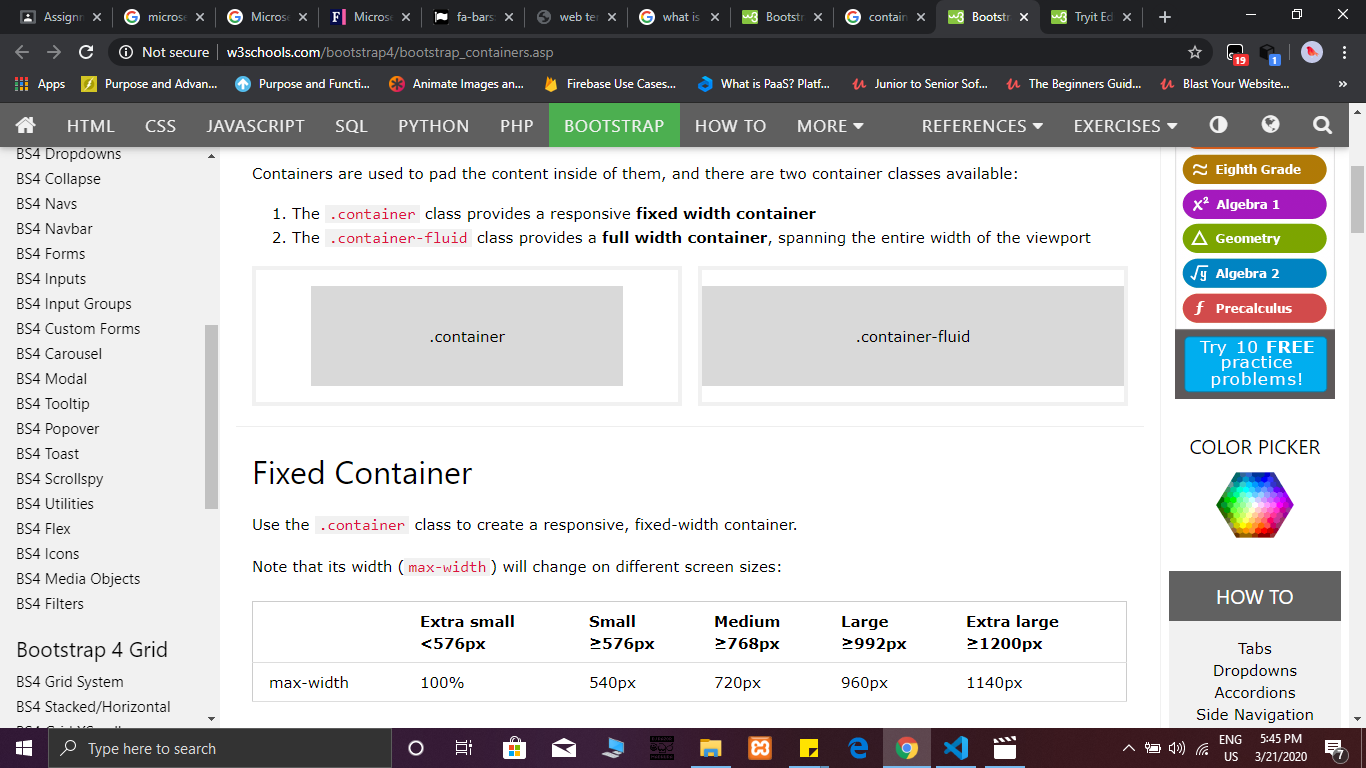 Assignm
microso
Microso
Microso
fa-bars
web ter
what is
Bootstr
contain
Bootstr
Tryit Ed
Not secure | w3schools.com/bootstrap4/bootstrap_containers.asp
19
1
Apps
Purpose and Advan...
Purpose and Functi...
Animate Images an...
Firebase Use Cases...
What is PaaS? Platf...
Junior to Senior Sof...
The Beginners Guid...
Blast Your Website...
»
HTML CSS JAVASCRIPT SQL PYTHON PHP BOOTSTRAP HOW TO MORE REFERENCES EXERCISES
BS4 Dropdowns
BS4 Collapse
BS4 Navs
BS4 Navbar
BS4 Forms
BS4 Inputs
BS4 Input Groups
BS4 Custom Forms
BS4 Carousel
BS4 Modal
BS4 Tooltip
BS4 Popover
BS4 Toast
BS4 Scrollspy
BS4 Utilities
BS4 Flex
BS4 Icons
BS4 Media Objects
BS4 Filters
Bootstrap 4 Grid
BS4 Grid System
BS4 Stacked/Horizontal
Containers are used to pad the content inside of them, and there are two container classes available:
1. The .container class provides a responsive fixed width container
2. The .container-fluid class provides a full width container, spanning the entire width of the viewport
.container
.container-fluid
Fixed Container
Use the .container class to create a responsive, fixed-width container.
Note that its width (max-width) will change on different screen sizes:
Extra small Small Medium Large Extra large
<576px ≥576px ≥768px ≥992px ≥1200px
max-width 100% 540px 720px 960px 1140px
Eighth Grade
x² Algebra 1
Geometry
√y Algebra 2
f Precalculus
Try 10 FREE
practice
problems!
COLOR PICKER
HOW TO
Tabs
Dropdowns
Accordions
Side Navigation
Type here to search
ENG
US
5:45 PM
3/21/2020
7